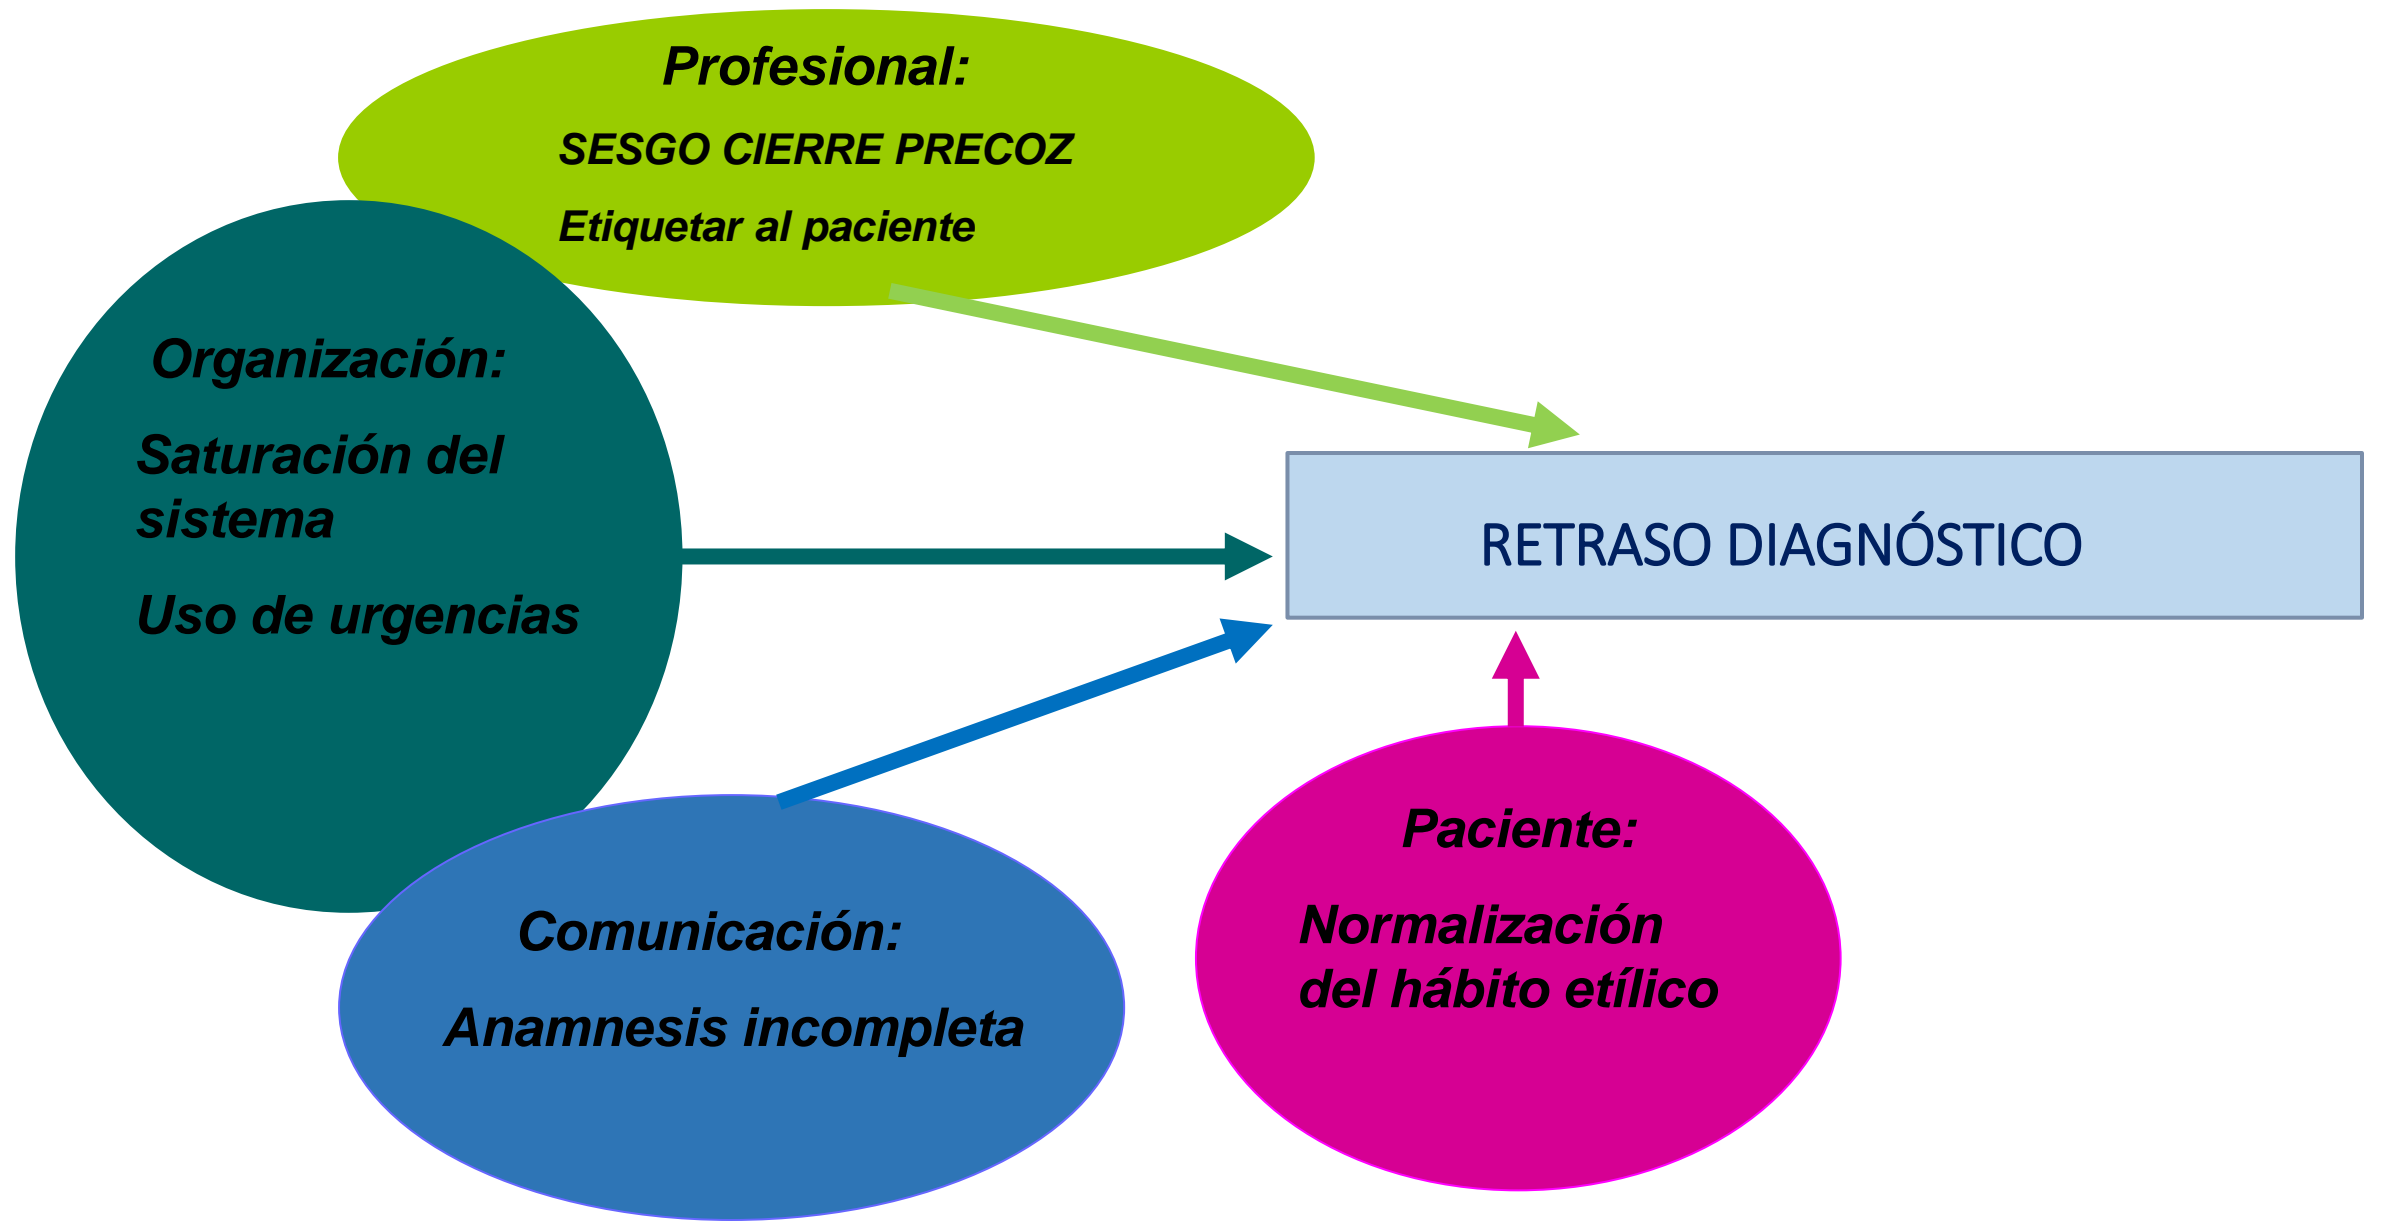 Profesional:
SESGO CIERRE PRECOZ
Etiquetar al paciente
Organización:
Saturación del
sistema
Uso de urgencias
RETRASO DIAGNÓSTICO
Comunicación:
Anamnesis incompleta
Paciente:
Normalización
del hábito etílico